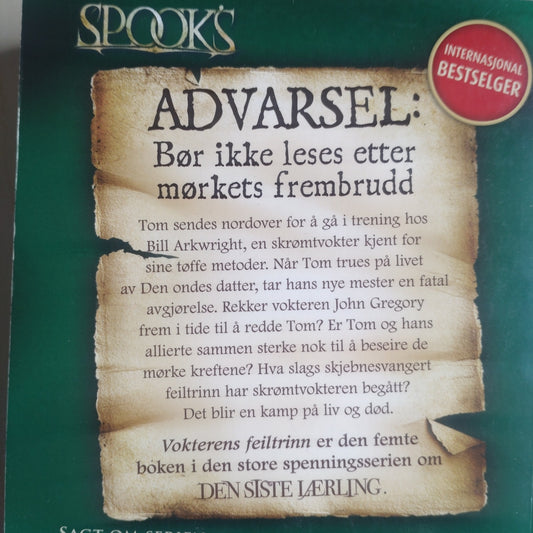 SPOOK'S
INTERNASJONAL
BESTSELGER
ADVARSEL:
Bør ikke leses etter
mørkets frembrudd
Tom sendes nordover for å gå i trening hos
Bill Arkwright, en skrømtvokter kjent for
sine tøffe metoder. Når Tom trues på livet
av Den ondes datter, tar hans nye mester en fatal
avgjørelse. Rekker vokteren John Gregory
frem i tide til å redde Tom? Er Tom og hans
allierte sammen sterke nok til å beseire de
mørke kreftene? Hva slags skjebnesvangert
feiltrinn har skrømtvokteren begått?
Det blir en kamp på liv og død.
Vokterens feiltrinn er den femte
boken i den store spenningsserien om
DEN SISTE LÆRLING.